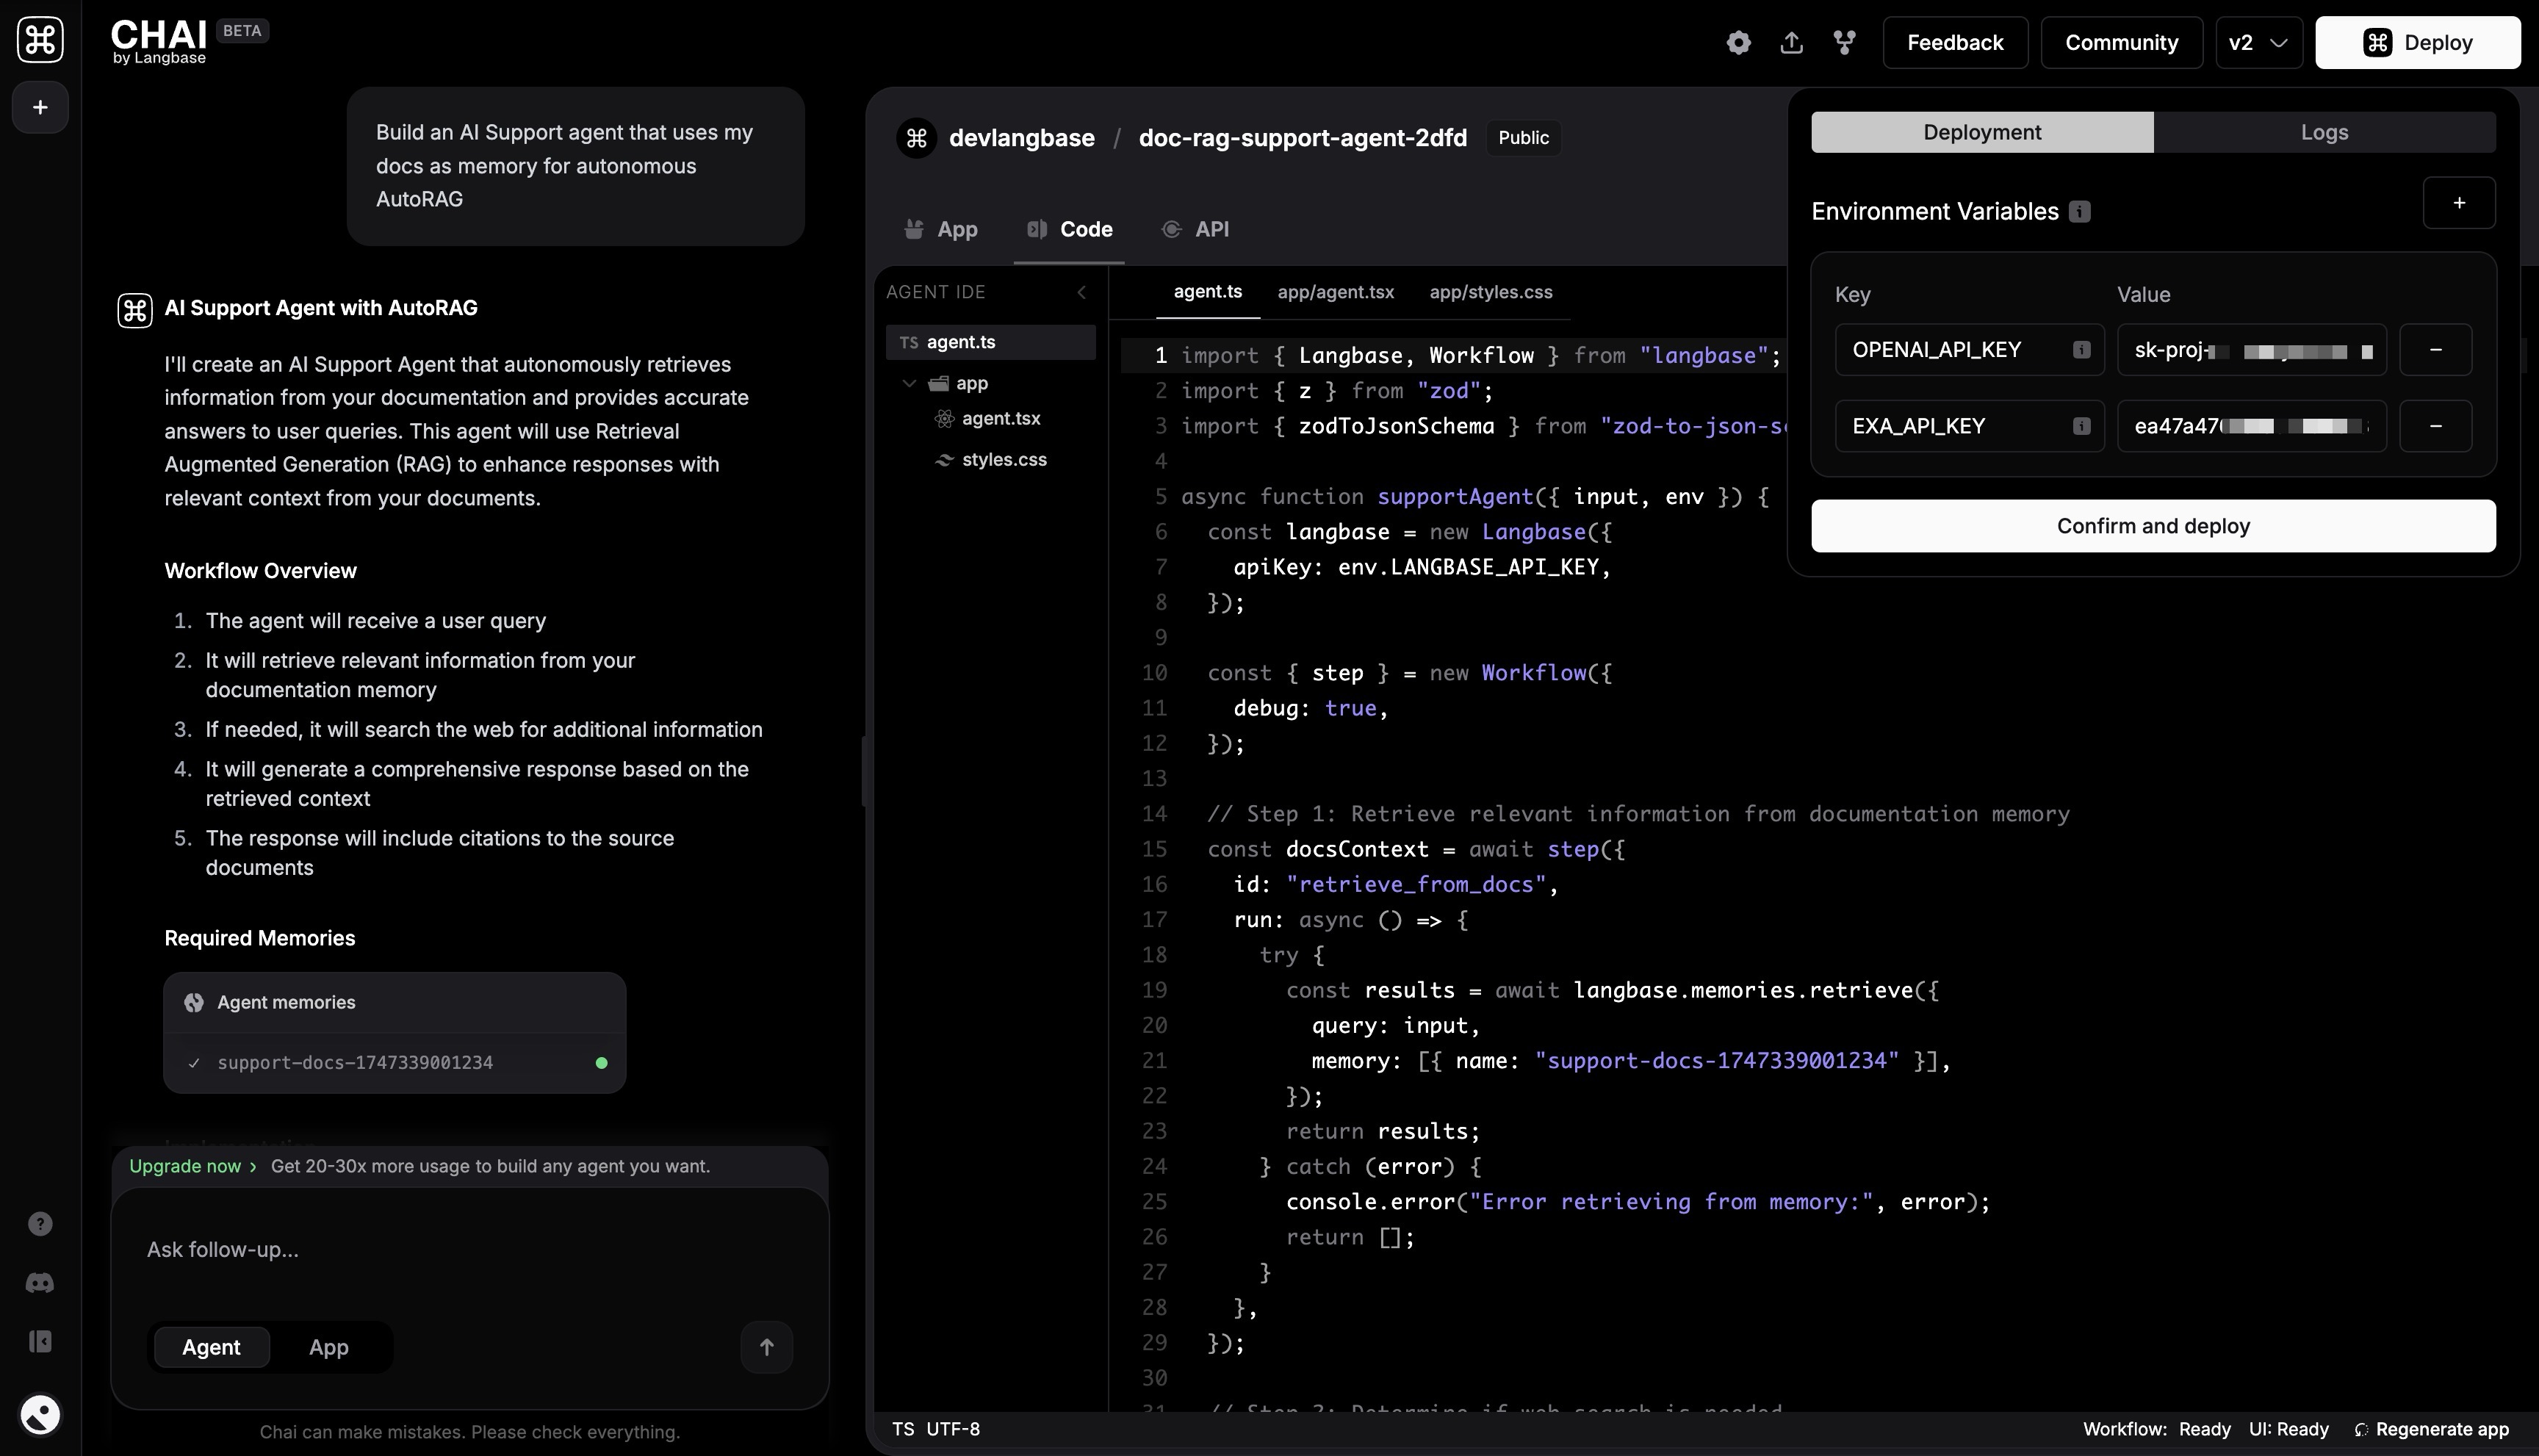 CHAI
BETA
by Langbase
Feedback
Community
v2
Deploy
Build an AI Support agent that uses my
docs as memory for autonomous
AutoRAG
AI Support Agent with AutoRAG
I'll create an AI Support Agent that autonomously retrieves
information from your documentation and provides accurate
answers to user queries. This agent will use Retrieval
Augmented Generation (RAG) to enhance responses with
relevant context from your documents.
Workflow Overview
1. The agent will receive a user query
2. It will retrieve relevant information from your
documentation memory
3. If needed, it will search the web for additional information
4. It will generate a comprehensive response based on the
retrieved context
5. The response will include citations to the source
documents
Required Memories
Agent memories
support-docs-1747339001234
Upgrade now › Get 20-30x more usage to build any agent you want.
Ask follow-up...
Agent
App
Chai can make mistakes. Please check everything.
devlangbase / doc-rag-support-agent-2dfd
Public
App
Code
API
AGENT IDE
TS agent.ts
app
agent.tsx
styles.css
agent.ts
app/agent.tsx
app/styles.css
1 import { Langbase, Workflow } from "langbase";
2 import { z } from "zod";
3 import { zodToJsonSchema } from "zod-to-json-s
4
5 async function supportAgent({ input, env }) {
6 const langbase = new Langbase({
7 apiKey: env.LANGBASE_API_KEY,
8 });
9
10 const { step } = new Workflow({
11 debug: true,
12 });
13
14 // Step 1: Retrieve relevant information from documentation memory
15 const docsContext = await step({
16 id: "retrieve_from_docs",
17 run: async () => {
18 try {
19 const results = await langbase.memories.retrieve({
20 query: input,
21 memory: [{ name: "support-docs-1747339001234" }],
22 });
23 return results;
24 } catch (error) {
25 console.error("Error retrieving from memory:", error);
26 return [];
27 }
28 },
29 });
30
31 // Step 2: Determine if web search is needed
TS UTF-8
Workflow: Ready UI: Ready Regenerate app
Deployment
Logs
Environment Variables
+
Key
Value
OPENAI_API_KEY
sk-proj-
EXA_API_KEY
ea47a47
Confirm and deploy